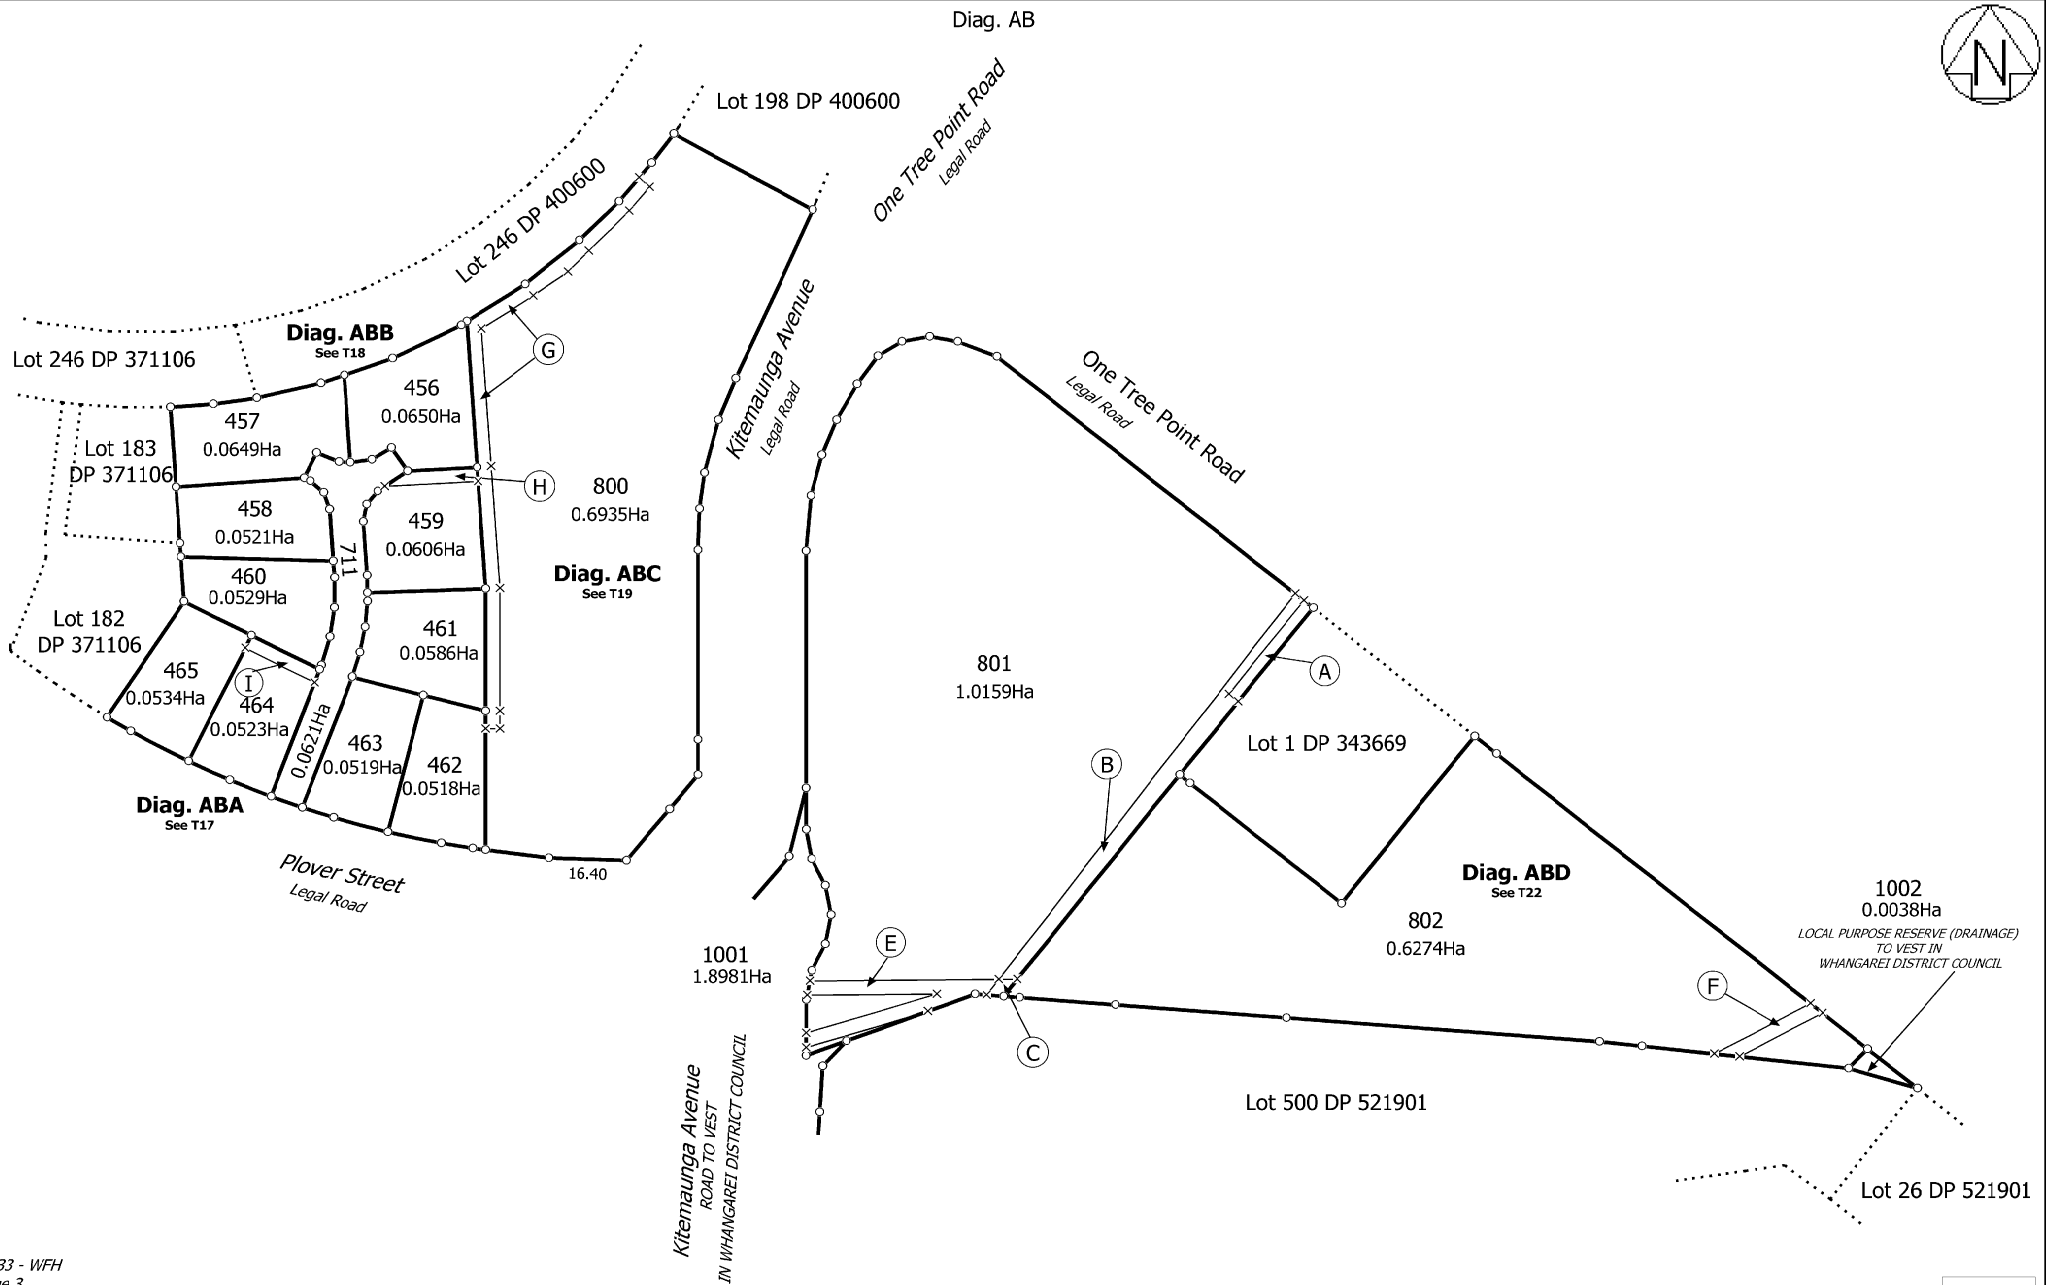 Diag. AB
N
Lot 198 DP 400600
One Tree Point Road
Legal Road
Lot 246 DP 400600
Diag. ABB
See T18
Lot 246 DP 371106
G
456
0.0650Ha
457
0.0649Ha
Kitemaunga Avenue
Legal Road
One Tree Point Road
Legal Road
Lot 183
DP 371106
H
800
0.6935Ha
458
0.0521Ha
459
0.0606Ha
711
0.0621Ha
Diag. ABC
See T19
460
0.0529Ha
Lot 182
DP 371106
461
0.0586Ha
465
0.0534Ha
I
464
0.0523Ha
463
0.0519Ha
462
0.0518Ha
801
1.0159Ha
A
Lot 1 DP 343669
B
Diag. ABA
See T17
Plover Street
Legal Road
16.40
Diag. ABD
See T22
802
0.6274Ha
1002
0.0038Ha
LOCAL PURPOSE RESERVE (DRAINAGE)
TO VEST IN
WHANGAREI DISTRICT COUNCIL
1001
1.8981Ha
E
F
C
Kitemaunga Avenue
ROAD TO VEST
IN WHANGAREI DISTRICT COUNCIL
Lot 500 DP 521901
Lot 26 DP 521901
33 - WFH
3